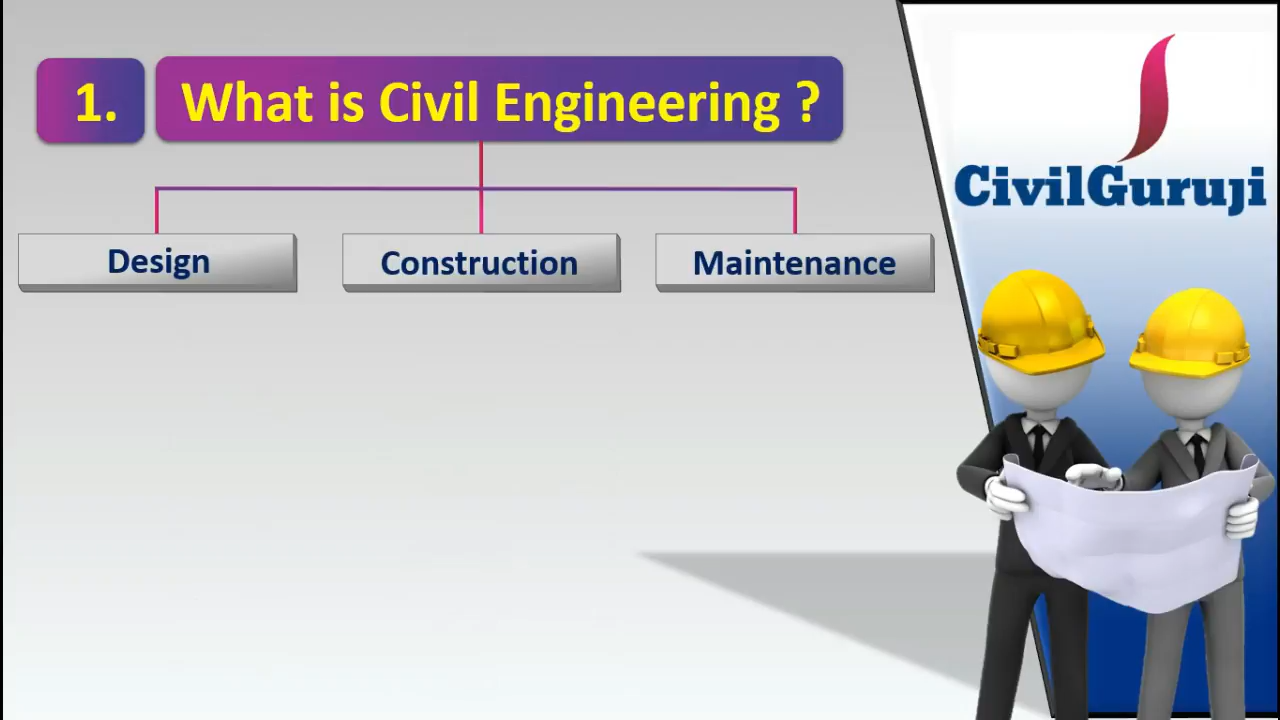 1. What is Civil Engineering ?
Design Construction Maintenance
CivilGuruji